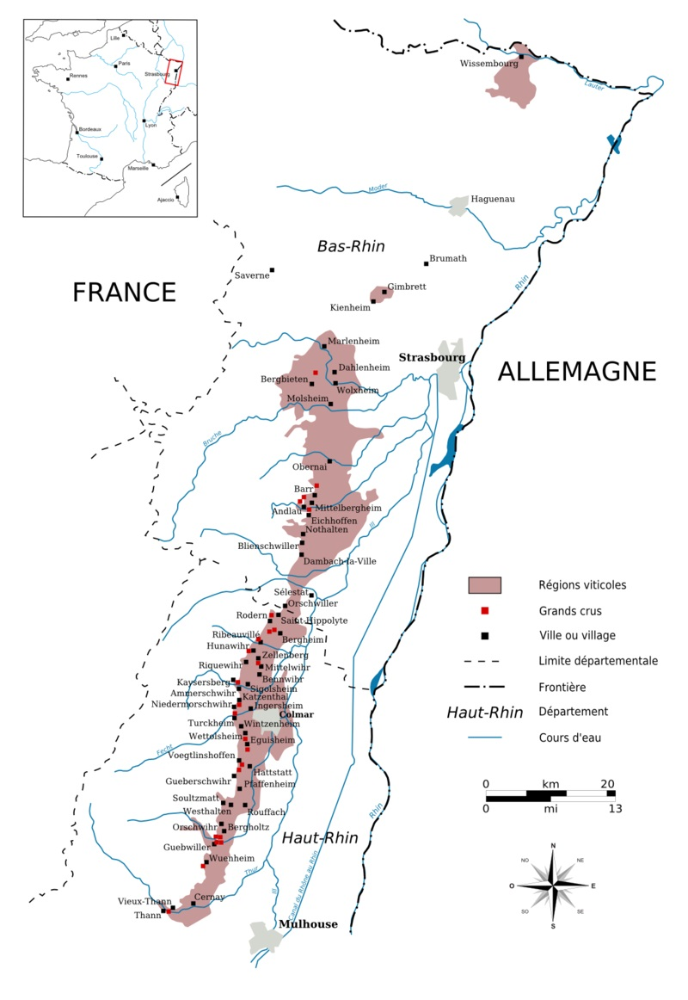 Lille
Paris
Strasbourg
Rennes
Lyon
Bordeaux
Toulouse
Marseille
Ajaccio
Wissembourg
Lauter
Moder
Haguenau
Bas-Rhin
Brumath
Saverne
Rhin
FRANCE
Gimbrett
Kienheim
Marlenheim
Strasbourg
Dahlenheim
ALLEMAGNE
Bergbieten
Wolxheim
Molsheim
Bruche
Obernai
Barr
Andlau
Mittelbergheim
Eichhoffen
Ill
Nothalten
Blienschwiller
Dambach-la-Ville
Sélestat
Orschwiller
Rodern
Saint-Hippolyte
Ribeauvillé
Bergheim
Hunawihr
Zellenberg
Riquewihr
Mittelwihr
Bennwihr
Kaysersberg
Sigolsheim
Ammerschwihr
Katzenthal
Niedermorschwihr
Ingersheim
Colmar
Turckheim
Wintzenheim
Wettolsheim
Eguisheim
Fecht
Voegtlinshoffen
Hattstatt
Gueberschwihr
Pfaffenheim
Soultzmatt
Westhalten
Rouffach
Rhin
Orschwihr
Bergholtz
Haut-Rhin
Guebwiller
Wuenheim
Thur
Canal du Rhône au Rhin
Ill
Cernay
Vieux-Thann
Thann
Mulhouse
Régions viticoles
Grands crus
Ville ou village
Limite départementale
Frontière
Haut-Rhin Département
Cours d'eau
0 km 20
0 mi 13
N
NO NE
O E
SO SE
S